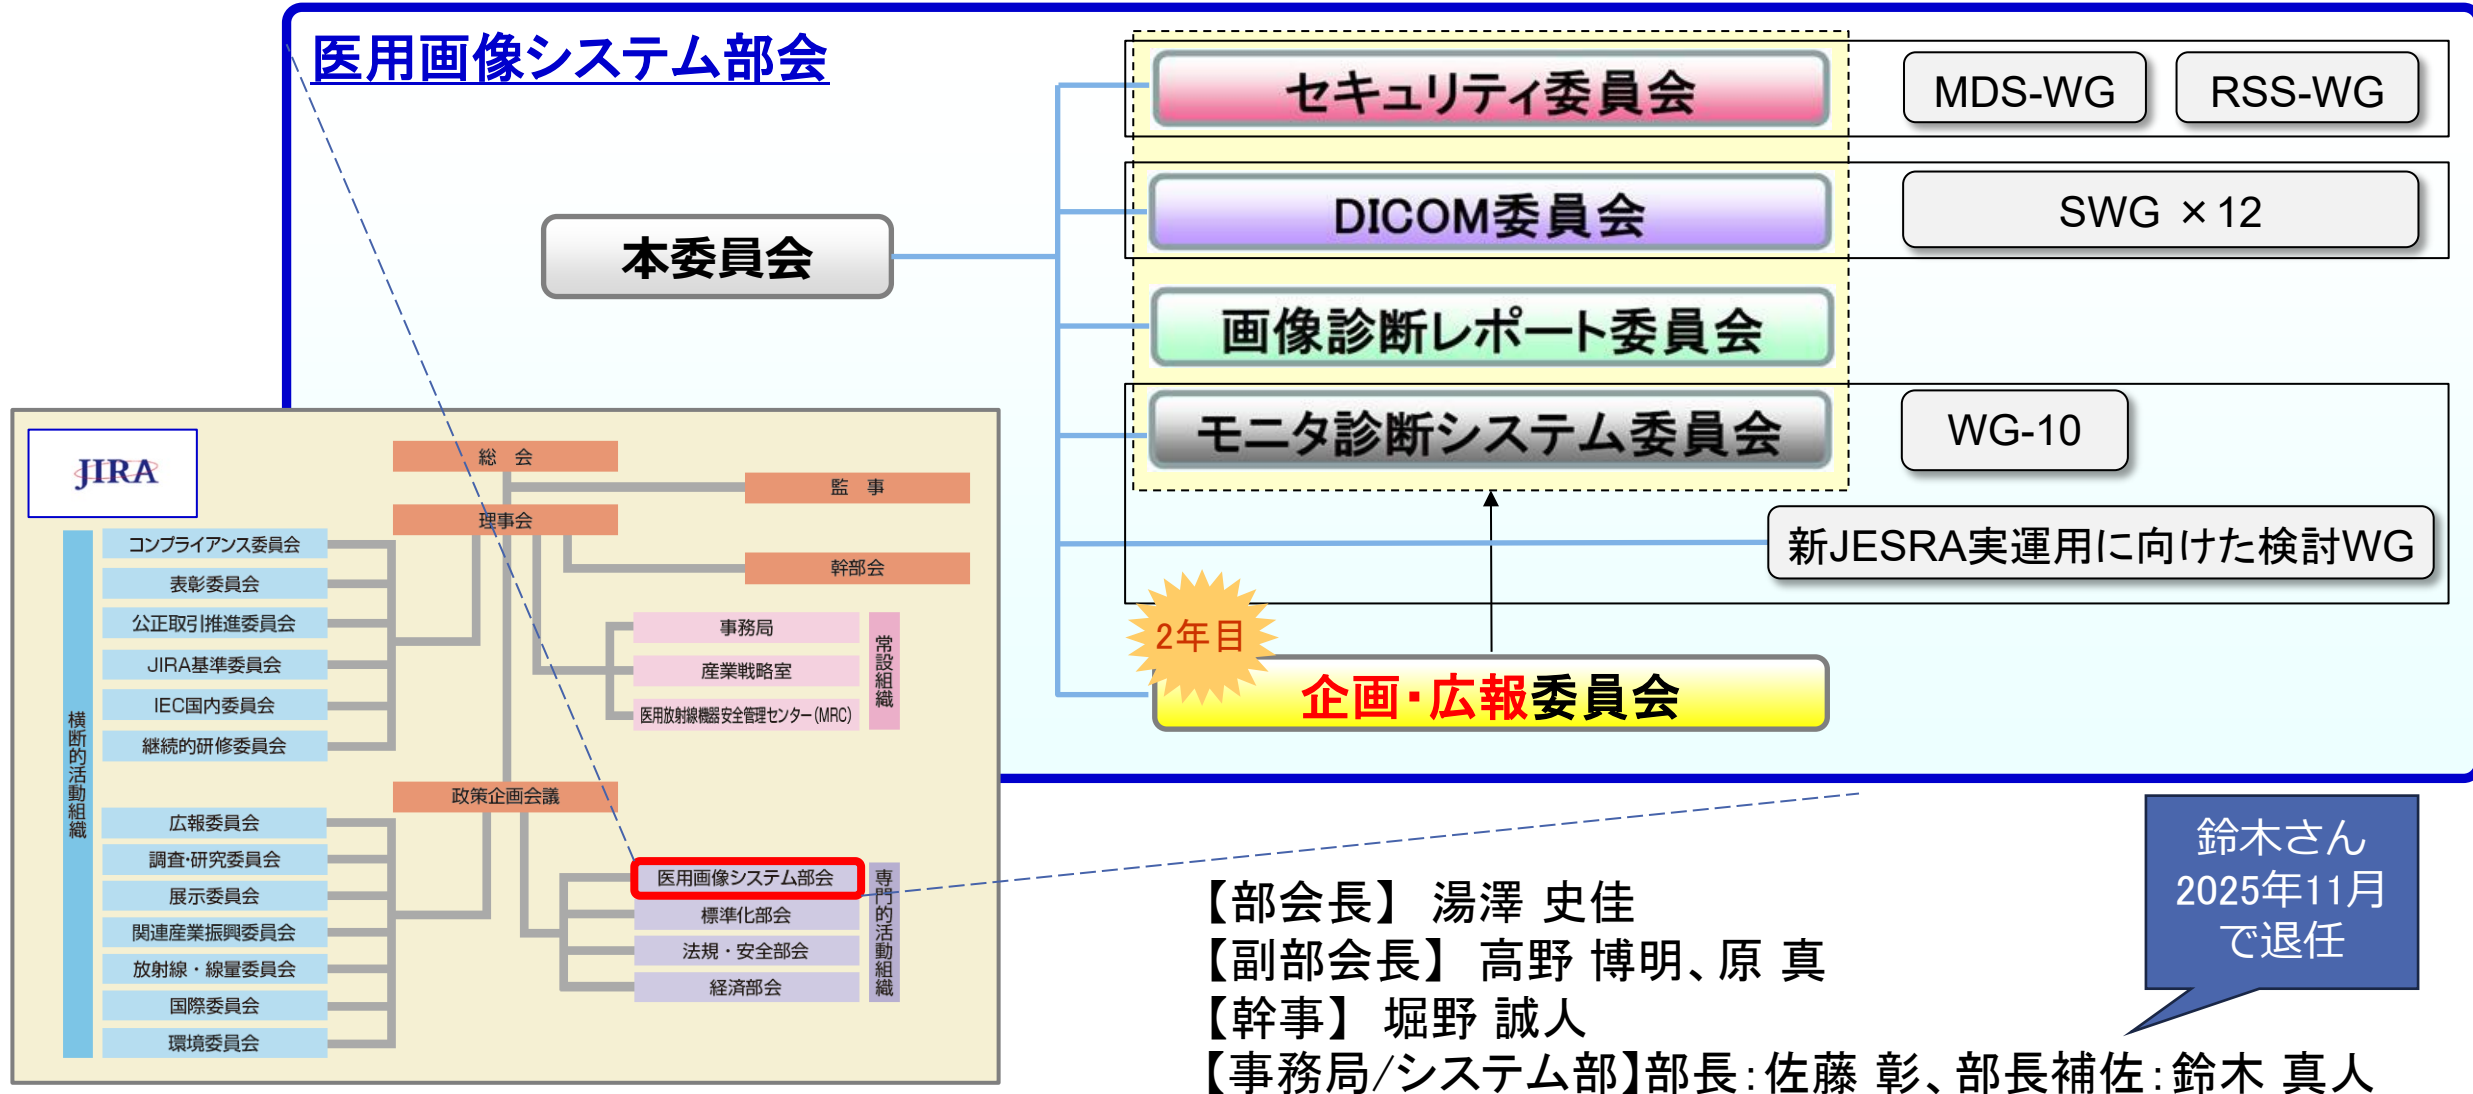 医用画像システム部会
セキュリティ委員会
MDS-WG
RSS-WG
DICOM委員会
SWG ×12
本委員会
画像診断レポート委員会
モニタ診断システム委員会
WG-10
新JESRA実運用に向けた検討WG
2年目
企画・広報委員会
JIRA
総 会
監 事
理事会
幹部会
横断的活動組織
コンプライアンス委員会
表彰委員会
公正取引推進委員会
JIRA基準委員会
IEC国内委員会
継続的研修委員会
事務局
産業戦略室
医用放射線機器安全管理センター(MRC)
常設組織
政策企画会議
広報委員会
調査・研究委員会
展示委員会
関連産業振興委員会
放射線・線量委員会
国際委員会
環境委員会
医用画像システム部会
標準化部会
法規・安全部会
経済部会
専門的活動組織
鈴木さん
2025年11月
で退任
【部会長】 湯澤 史佳
【副部会長】 高野 博明、原 真
【幹事】 堀野 誠人
【事務局/システム部】部長:佐藤 彰、部長補佐:鈴木 真人